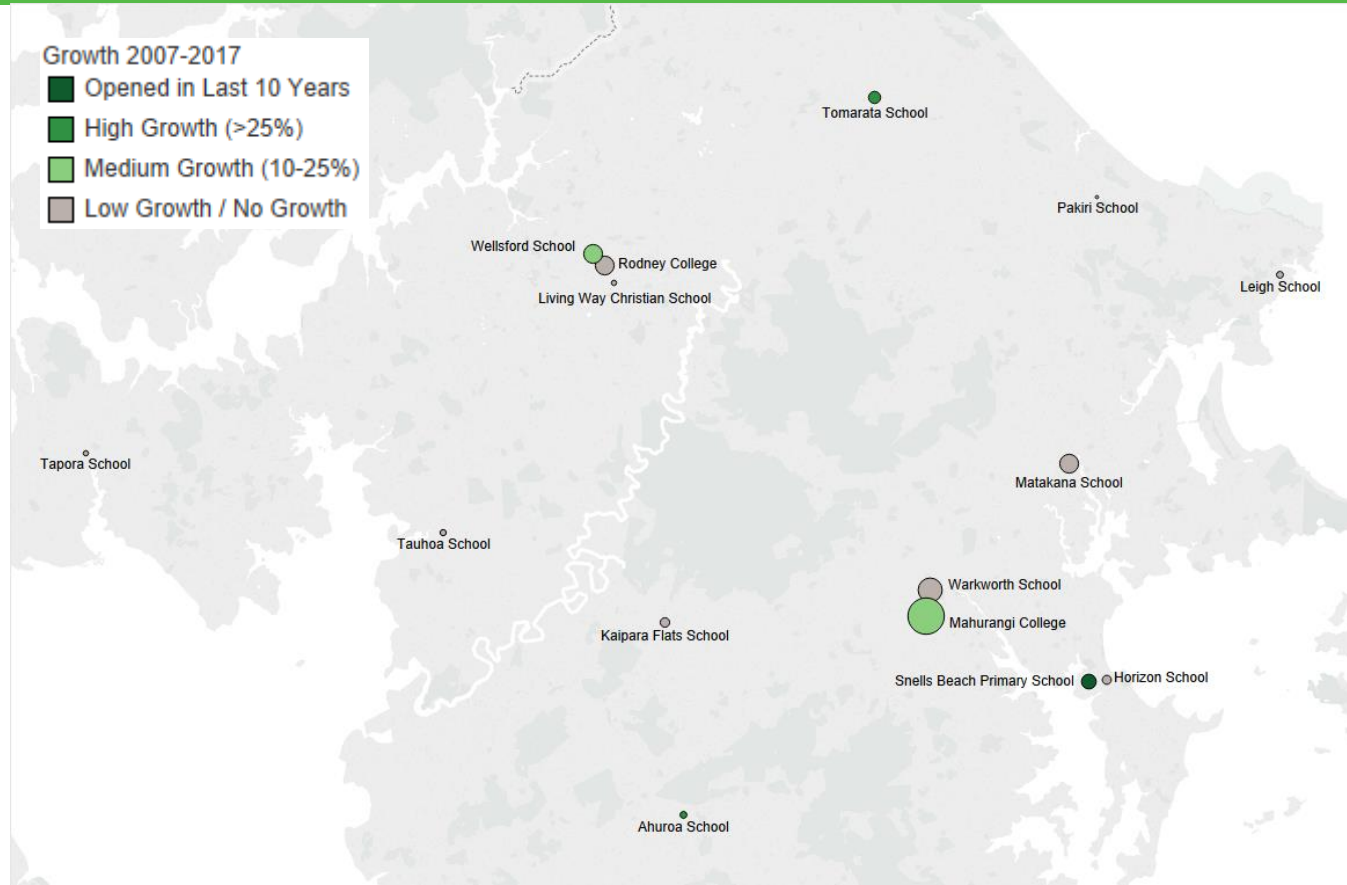 Growth 2007-2017
Opened in Last 10 Years
High Growth (>25%)
Medium Growth (10-25%)
Low Growth / No Growth
Tomarata School
Pakiri School
Wellsford School
Rodney College
Leigh School
Living Way Christian School
Tapora School
Matakana School
Tauhoa School
Warkworth School
Mahurangi College
Kaipara Flats School
Snells Beach Primary School
Horizon School
Ahuroa School